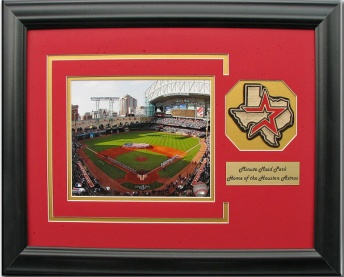 Minute Maid Park
Home of the Houston Astros